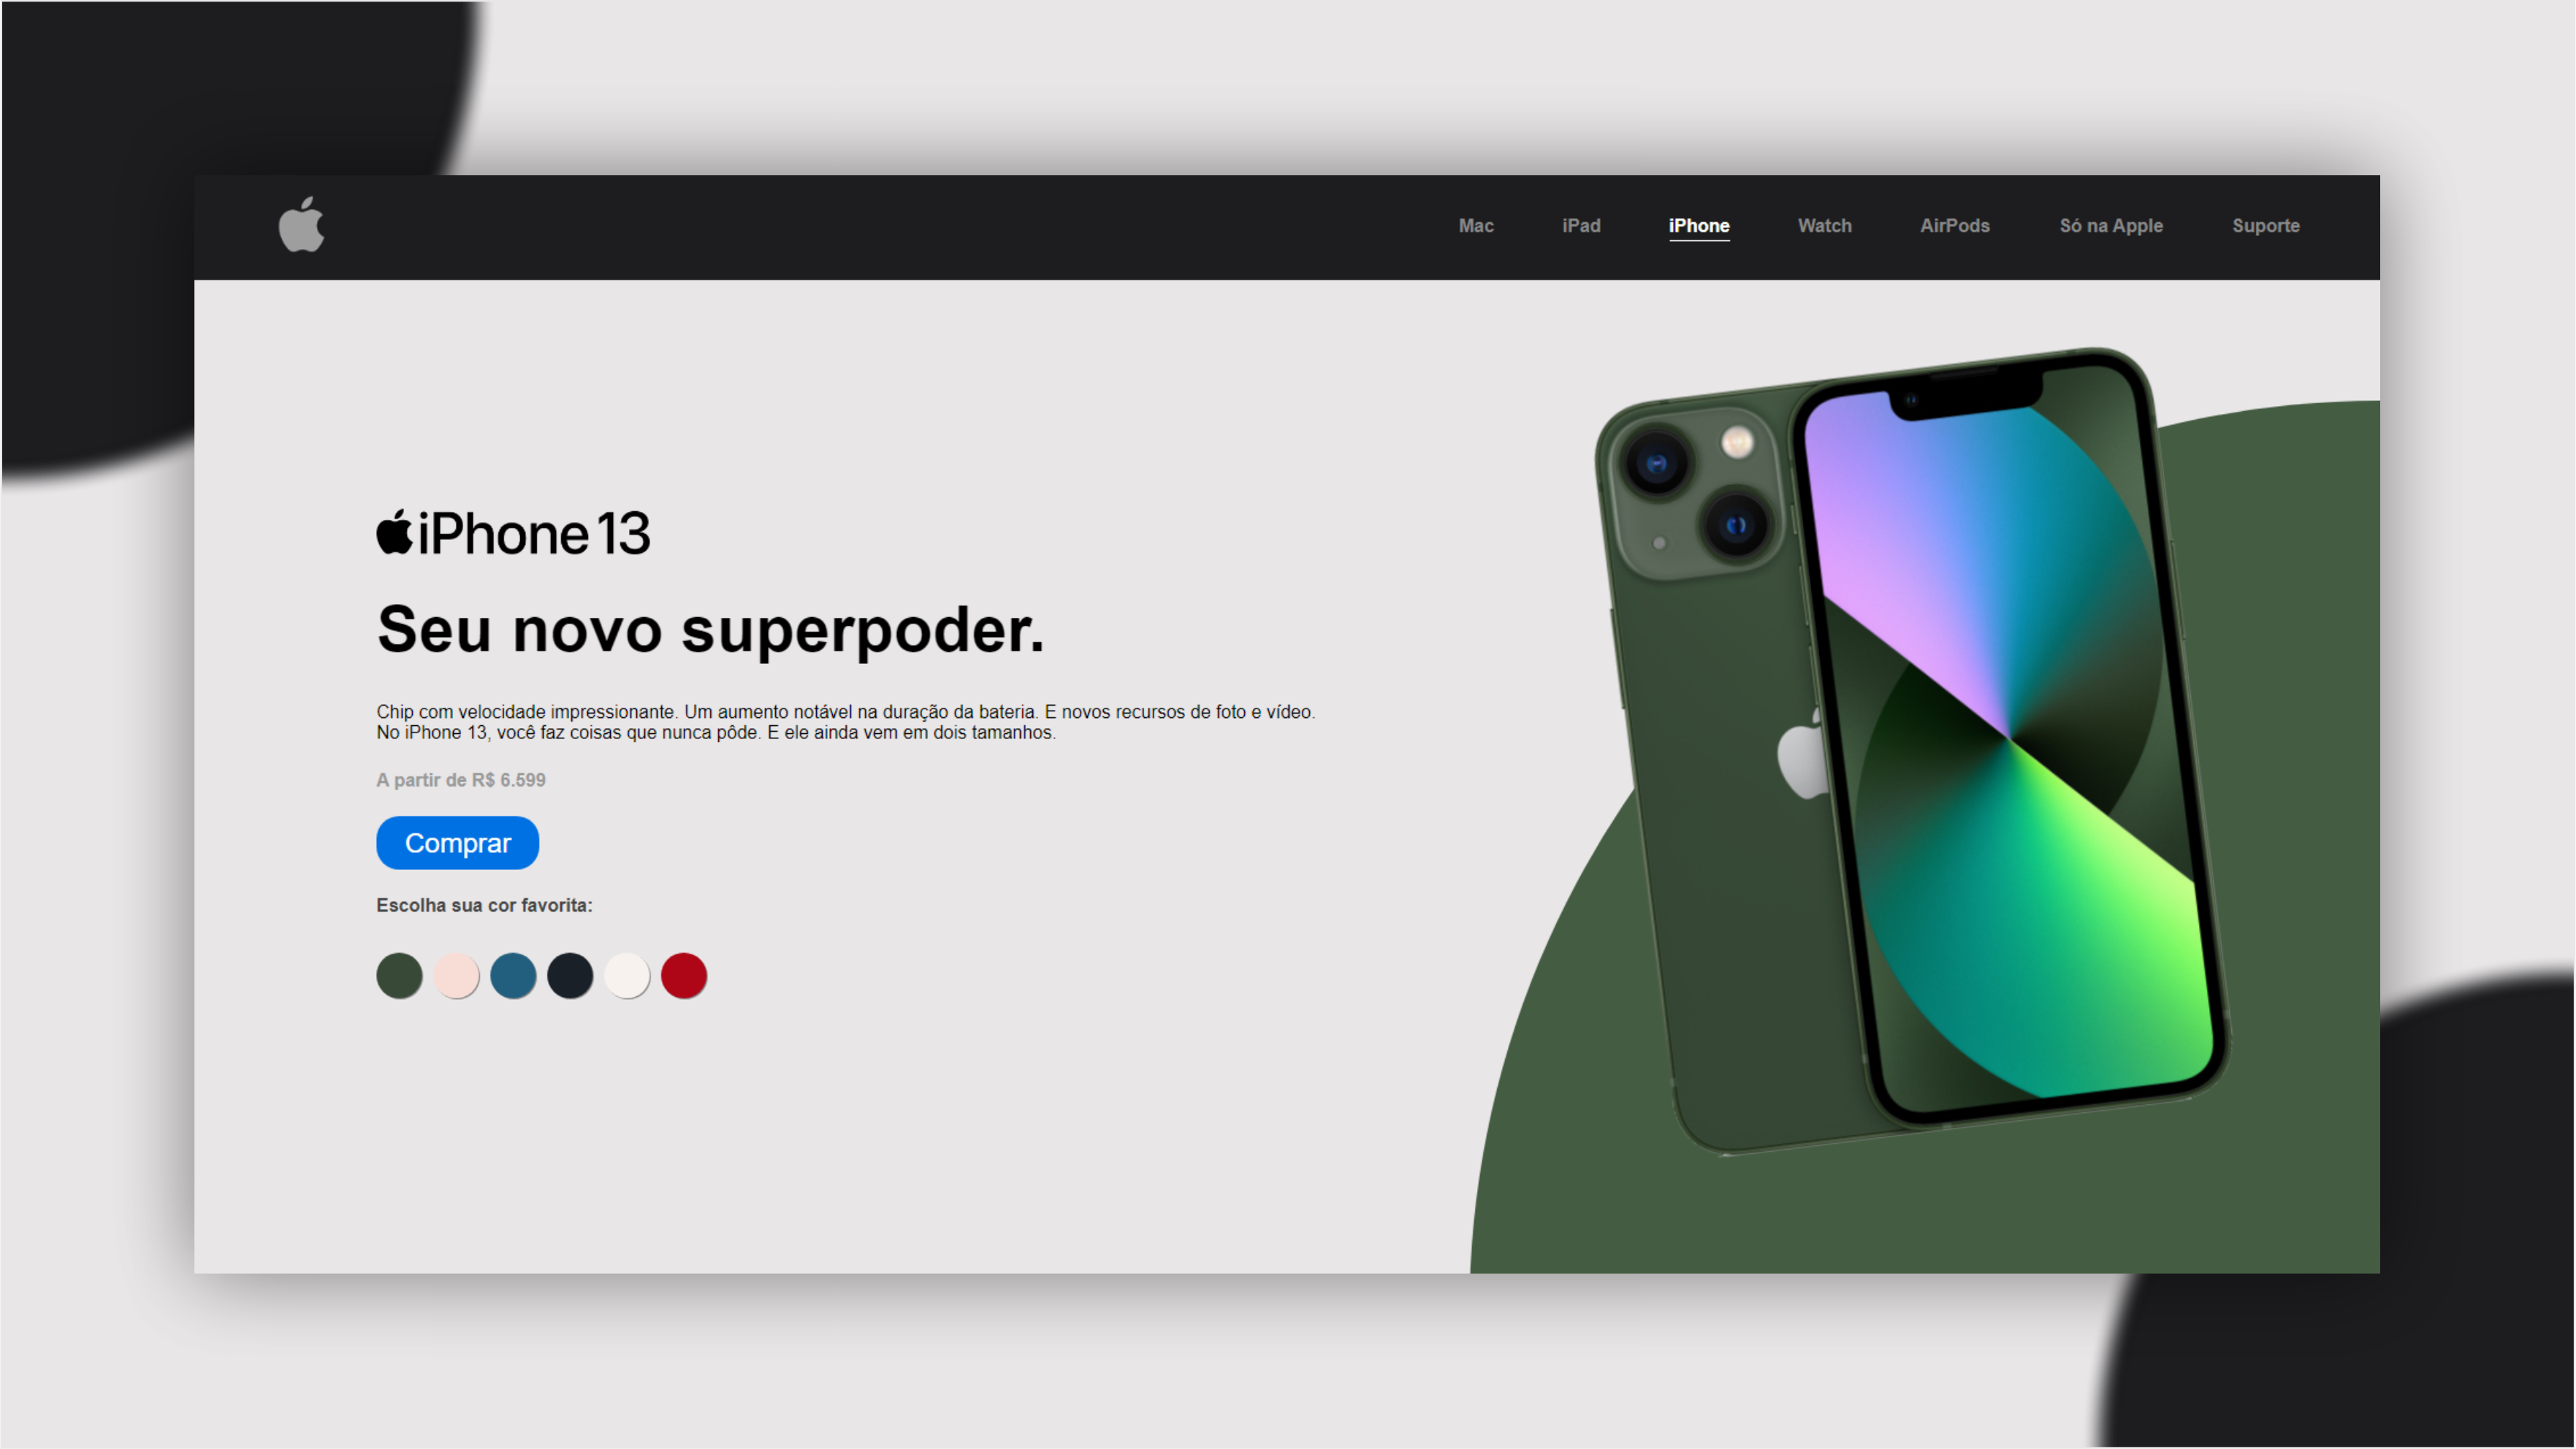 Mac iPad iPhone Watch AirPods Só na Apple Suporte
iPhone 13
Seu novo superpoder.
Chip com velocidade impressionante. Um aumento notável na duração da bateria. E novos recursos de foto e vídeo.
No iPhone 13, você faz coisas que nunca pôde. E ele ainda vem em dois tamanhos.
A partir de R$ 6.599
Comprar
Escolha sua cor favorita: